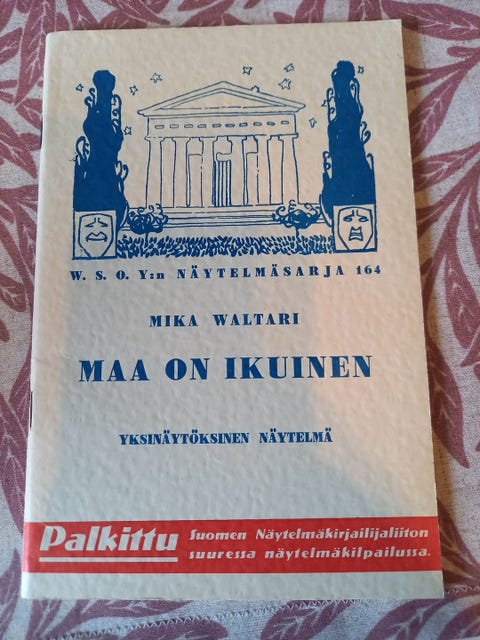 W. S. O. Y:n NÄYTELMÄSARJA 164
MIKA WALTARI
MAA ON IKUINEN
YKSINÄYTÖKSINEN NÄYTELMÄ
Palkittu Suomen Näytelmäkirjailijaliiton
suuressa näytelmäkilpailussa.